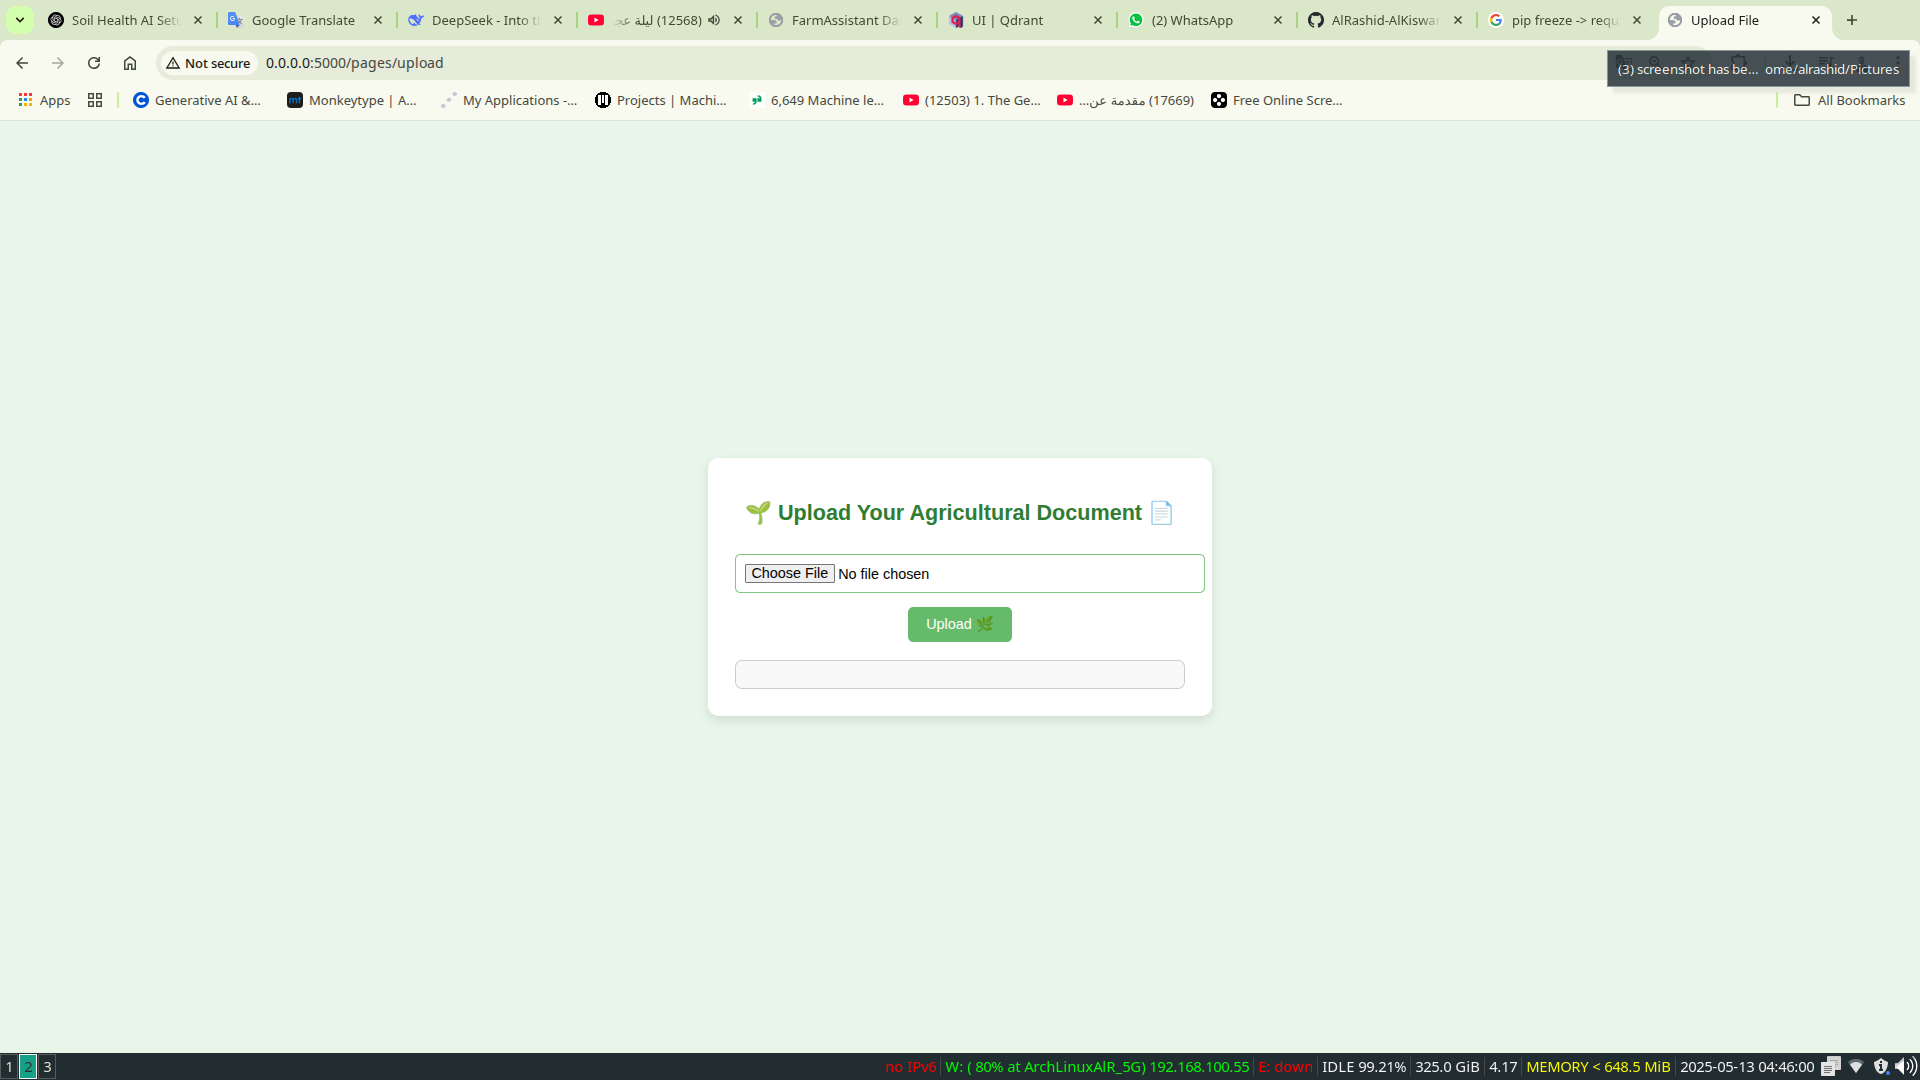 Soil Health AI Setu
Google Translate
DeepSeek - Into t
(12568) ليلة عج
FarmAssistant Da
UI | Qdrant
(2) WhatsApp
AlRashid-AlKiswan
pip freeze -> requ
Upload File
Not secure
0.0.0.0:5000/pages/upload
(3) screenshot has be... ome/alrashid/Pictures
Apps
Generative AI &...
Monkeytype | A...
My Applications -...
Projects | Machi...
6,649 Machine le...
(12503) 1. The Ge...
(17669) مقدمة عن...
Free Online Scre...
All Bookmarks
🌱 Upload Your Agricultural Document 📄
Choose File No file chosen
Upload 🌿
1 2 3
no IPv6 W: ( 80% at ArchLinuxAlR_5G) 192.168.100.55 E: down IDLE 99.21% 325.0 GiB 4.17 MEMORY < 648.5 MiB 2025-05-13 04:46:00